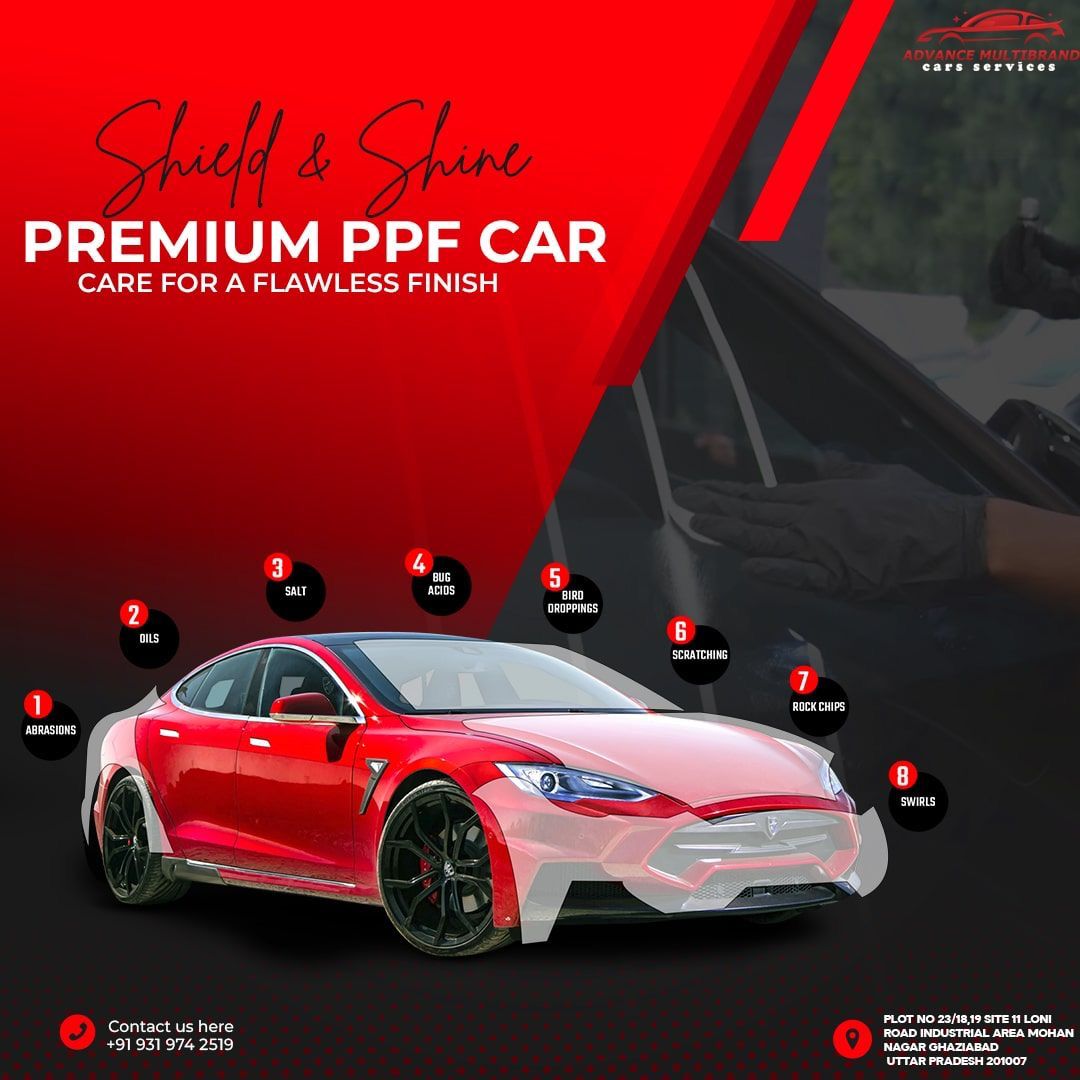 ADVANCE MULTIBRAND
cars services
Shield & Shine
PREMIUM PPF CAR
CARE FOR A FLAWLESS FINISH
1
ABRASIONS
2
OILS
3
SALT
4
BUG
ACIDS
5
BIRD
DROPPINGS
6
SCRATCHING
7
ROCK CHIPS
8
SWIRLS
Contact us here
+91 931 974 2519
PLOT NO 23/18,19 SITE 11 LONI
ROAD INDUSTRIAL AREA MOHAN
NAGAR GHAZIABAD
UTTAR PRADESH 201007